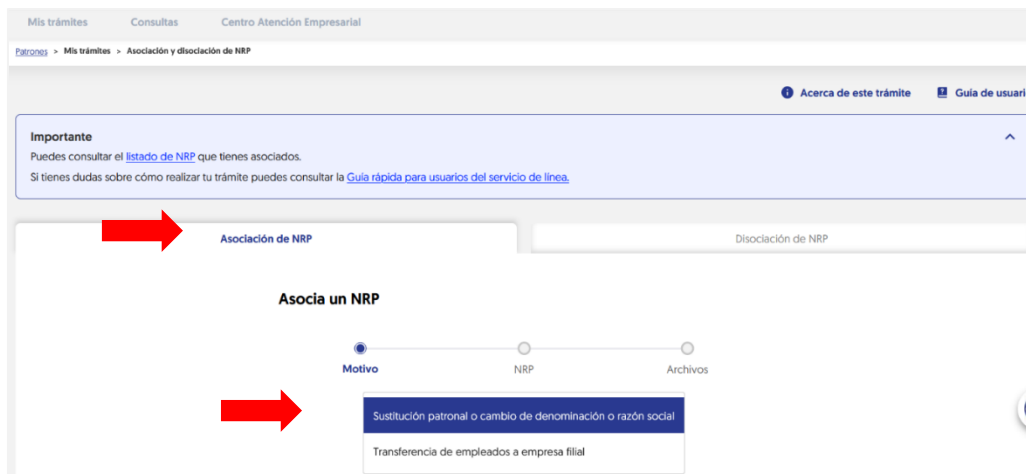 Mis trámites Consultas Centro Atención Empresarial
Patrones > Mis trámites > Asociación y disociación de NRP
Acerca de este trámite Guía de
Importante
Puedes consultar el listado de NRP que tienes asociados.
Si tienes dudas sobre cómo realizar tu trámite puedes consultar la Guía rápida para usuarios del servicio de línea.
Asociación de NRP Disociación de NRP
Asocia un NRP
Motivo NRP Archivos
Sustitución patronal o cambio de denominación o razón social
Transferencia de empleados a empresa filial